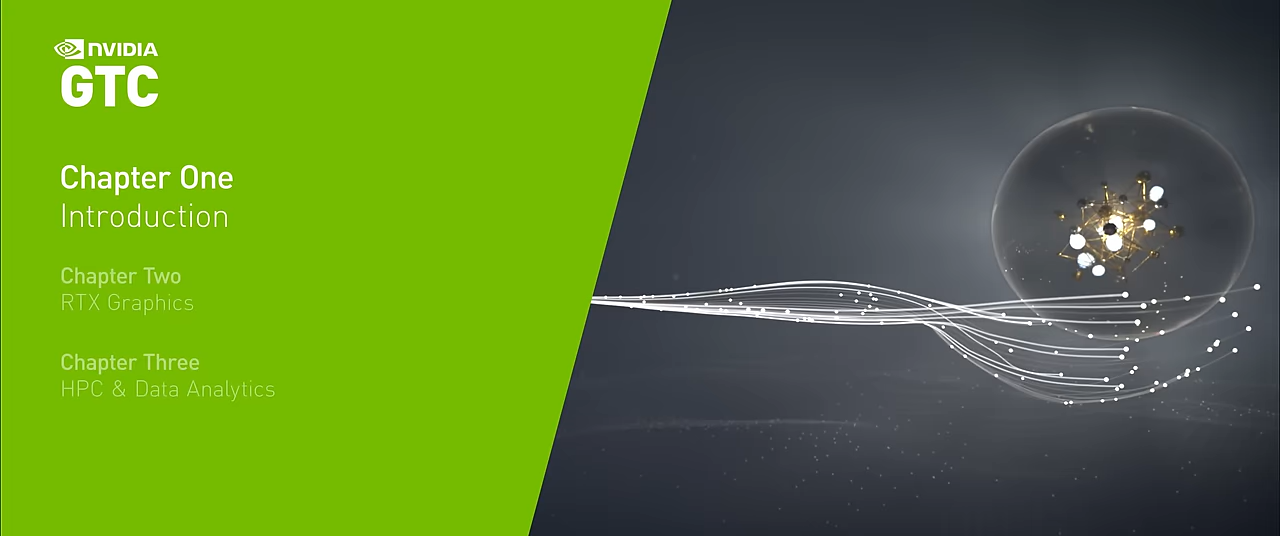 NVIDIA
GTC
Chapter One
Introduction
Chapter Two
RTX Graphics
Chapter Three
HPC & Data Analytics